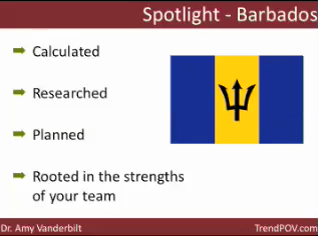 Spotlight - Barbados
Calculated
Researched
Planned
Rooted in the strengths
of your team
Dr. Amy Vanderbilt
TrendPOV.com